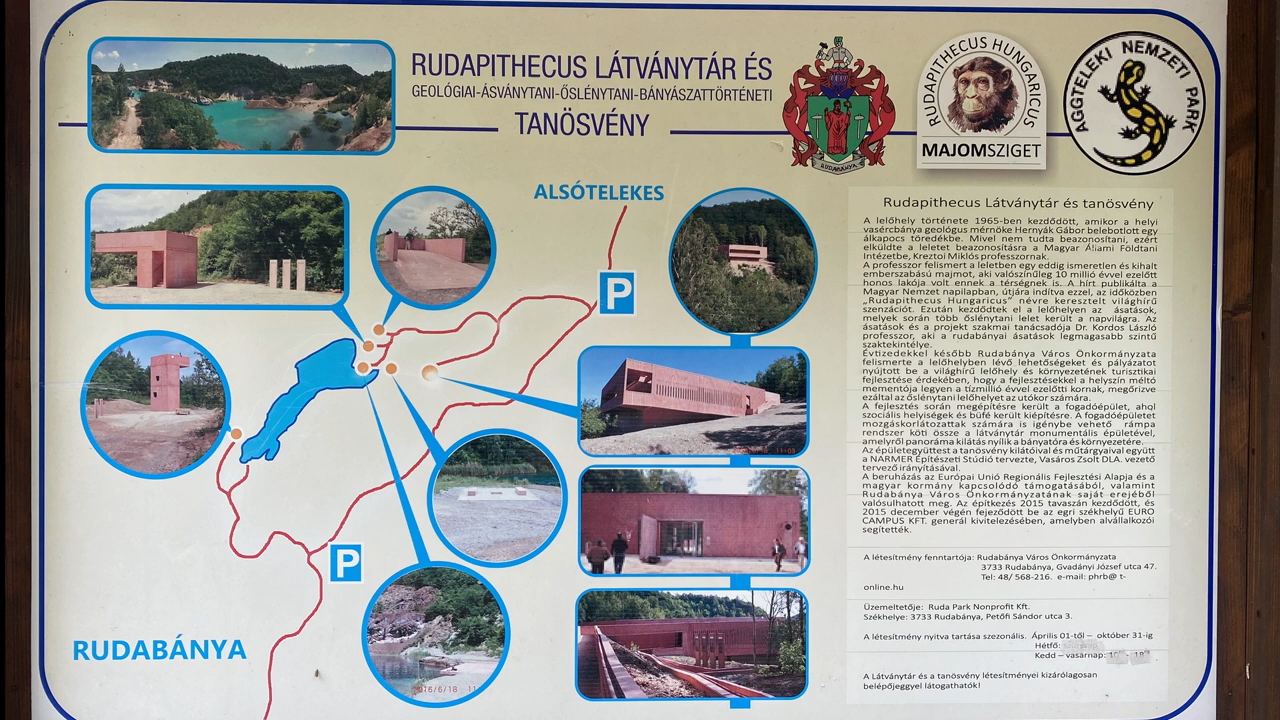 RUDAPITHECUS LÁTVÁNYTÁR ÉS
GEOLÓGIAI-ÁSVÁNYTANI-ŐSLÉNYTANI-BÁNYÁSZATTÖRTÉNETI
TANÖSVÉNY
RUDABÁNYA
RUDAPITHECUS HUNGARICUS
MAJOMSZIGET
AGGTELEKI NEMZETI PARK
ALSÓTELEKES
P
P
RUDABÁNYA
2016/6/18 11
11:03
Rudapithecus Látványtár és tanösvény
A lelőhely története 1965-ben kezdődött, amikor a helyi
vasércbánya geológus mérnöke Hernyák Gábor belebotlott egy
álkapocs töredékbe. Mivel nem tudta beazonosítani, ezért
elküldte a leletet beazonosításra a Magyar Állami Földtani
Intézetbe, Kreztoi Miklós professzornak.
A professzor felismert a leletben egy eddig ismeretlen és kihalt
emberszabású majmot, aki valószínűleg 10 millió évvel ezelőtt
honos lakója volt ennek a térségnek is. A hírt publikálta a
Magyar Nemzet napilapban, útjára indítva ezzel, az időközben
„Rudapithecus Hungaricus” névre keresztelt világhírű
szenzációt. Ezután kezdődtek el a lelőhelyen az ásatások,
melyek során több őslénytani lelet került a napvilágra. Az
ásatások és a projekt szakmai tanácsadója Dr. Kordos László
professzor, aki a rudabányai ásatások legmagasabb szintű
szaktekintélye.
Évtizedekkel később Rudabánya Város Önkormányzata
felismerte a lelőhelyben lévő lehetőségeket és pályázatot
nyújtott be a világhírű lelőhely és környezetének turisztikai
fejlesztése érdekében, hogy a fejlesztésekkel a helyszín méltó
mementója legyen a tízmillió évvel ezelőtti kornak, megőrizve
ezáltal az őslénytani lelőhelyet az utókor számára.
A fejlesztés során megépítésre került a fogadóépület, ahol
szociális helyiségek és büfé került kiépítésre. A fogadóépületet
mozgáskorlátozattak számára is igénybe vehető rámpa
rendszer köti össze a látványtár monumentális épületével,
amelyről panoráma kilátás nyílik a bányatóra és környezetére.
Az épületegyüttest a tanösvény kilátóival és műtárgyaival együtt
a NARMER Építészeti Stúdió tervezte, Vasáros Zsolt DLA. vezető
tervező irányításával.
A beruházás az Európai Unió Regionális Fejlesztési Alapja és a
magyar kormány kapcsolódó támogatásából, valamint
Rudabánya Város Önkormányzatának saját erejéből
valósulhatott meg. Az építkezés 2015 tavaszán kezdődött, és
2015 december végén fejeződött be az egri székhelyű EURO
CAMPUS KFT. generál kivitelezésében, amelyben alvállalkozói
segítették.
A létesítmény fenntartója: Rudabánya Város Önkormányzata
3733 Rudabánya, Gvadányi József utca 47.
Tel: 48/ 568-216. e-mail: phrb@ t-
online.hu
Üzemeltetője: Ruda Park Nonprofit Kft.
Székhelye: 3733 Rudabánya, Petőfi Sándor utca 3.
A létesítmény nyitva tartása szezonális. Április 01-től – október 31-ig
Hétfő:
Kedd – vasárnap: 10 - 18
A Látványtár és a tanösvény létesítményei kizárólagosan
belépőjeggyel látogathatók!